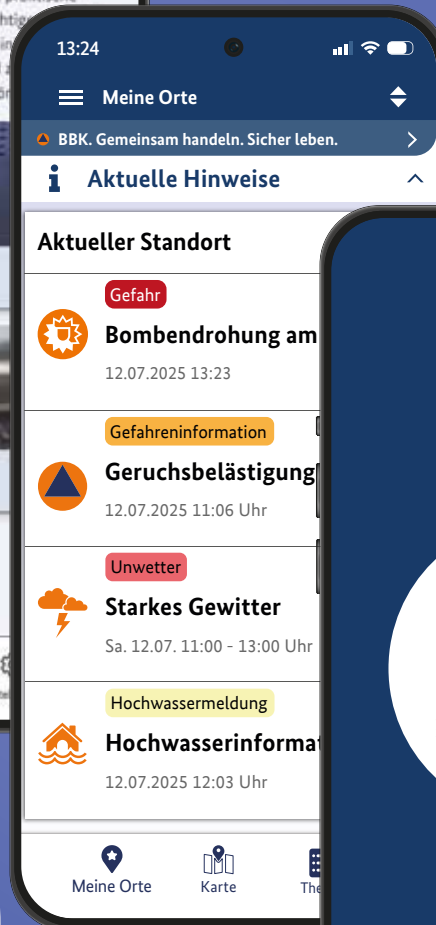 13:24
Meine Orte
BBK. Gemeinsam handeln. Sicher leben.
Aktuelle Hinweise
Aktueller Standort
Gefahr
Bombendrohung am
12.07.2025 13:23
Gefahreninformation
Geruchsbelästigung
12.07.2025 11:06 Uhr
Unwetter
Starkes Gewitter
Sa. 12.07. 11:00 - 13:00 Uhr
Hochwassermeldung
Hochwasserinforma
12.07.2025 12:03 Uhr
Meine Orte
Karte
The